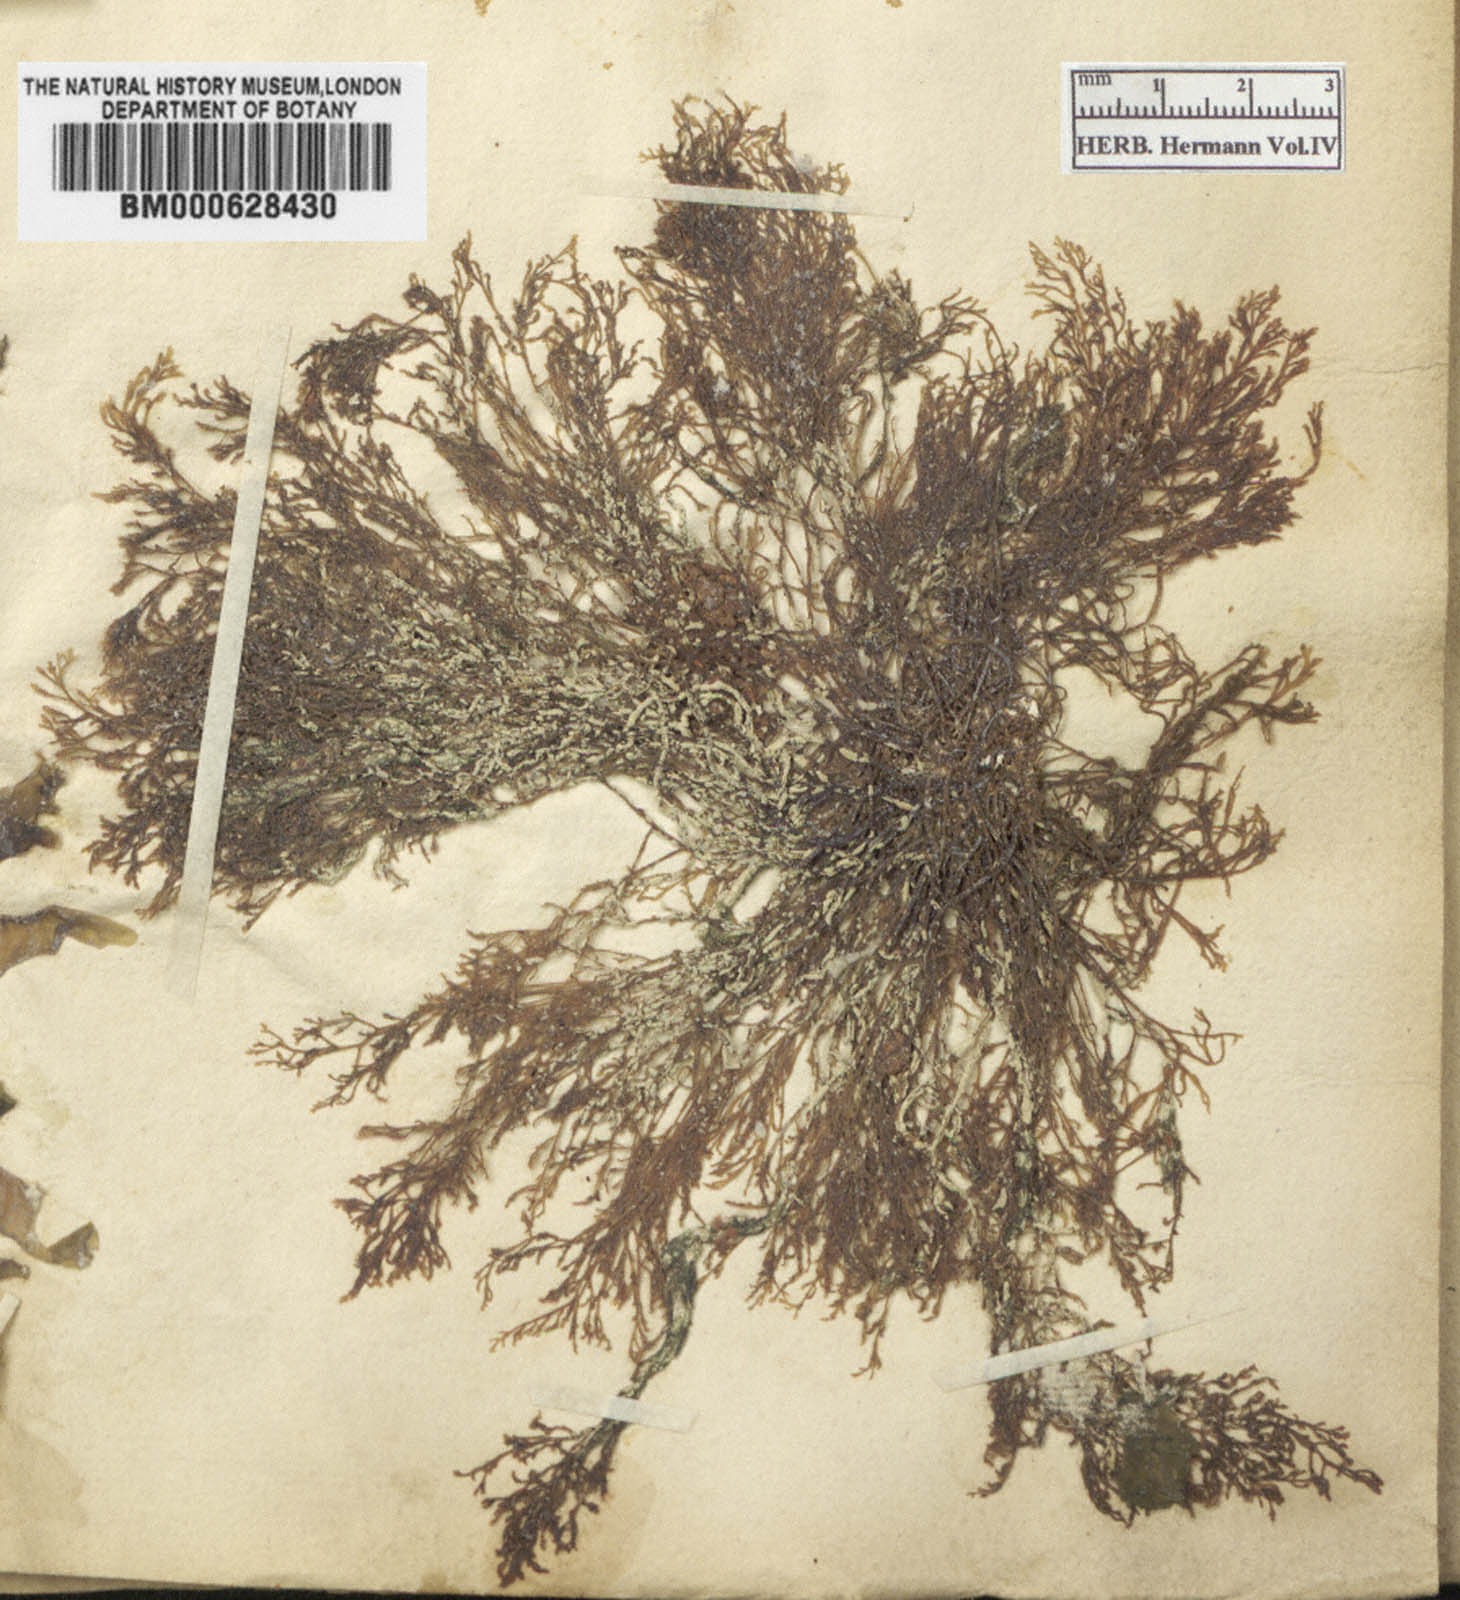 THE NATURAL HISTORY MUSEUM,LONDON
DEPARTMENT OF BOTANY
BM000628430
mm 1 2 3
HERB. Hermann Vol.IV